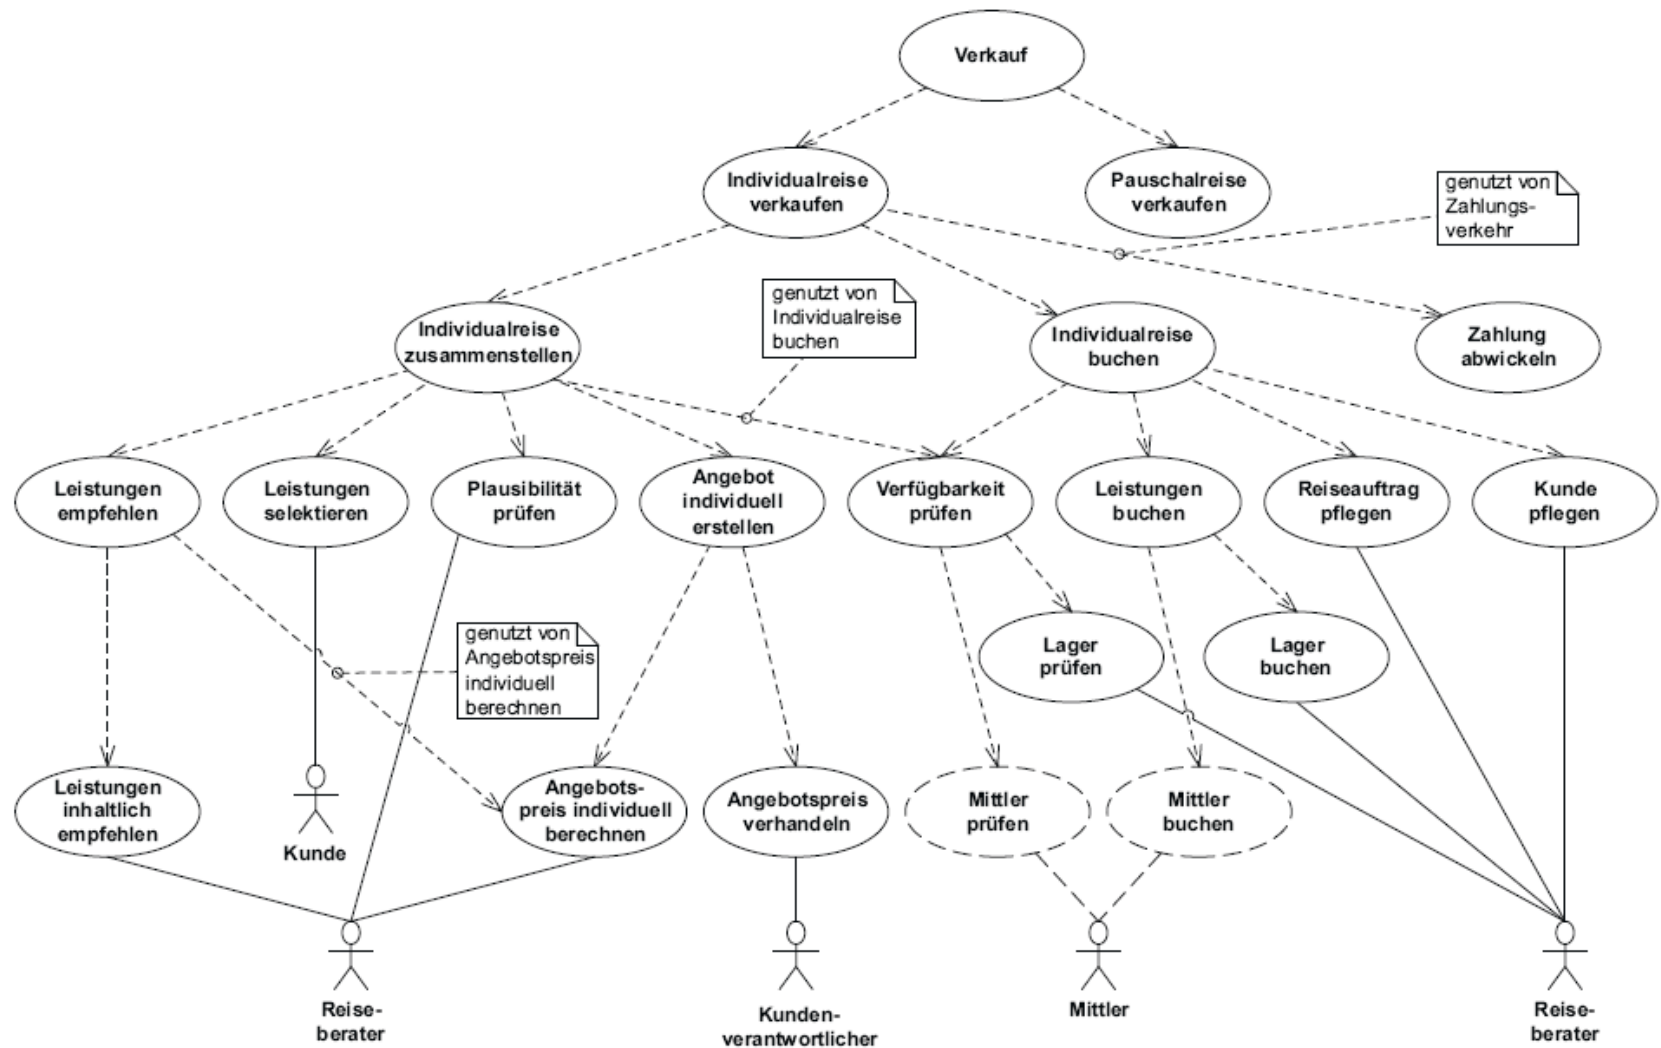 Verkauf
Individualreise
verkaufen
Pauschalreise
verkaufen
genutzt von
Zahlungs-
verkehr
genutzt von
Individualreise
buchen
Individualreise
zusammenstellen
Individualreise
buchen
Zahlung
abwickeln
Leistungen
empfehlen
Leistungen
selektieren
Plausibilität
prüfen
Angebot
individuell
erstellen
Verfügbarkeit
prüfen
Leistungen
buchen
Reiseauftrag
pflegen
Kunde
pflegen
genutzt von
Angebotspreis
individuell
berechnen
Lager
prüfen
Lager
buchen
Leistungen
inhaltlich
empfehlen
Kunde
Angebots-
preis individuell
berechnen
Angebotspreis
verhandeln
Mittler
prüfen
Mittler
buchen
Reise-
berater
Kunden-
verantwortlicher
Mittler
Reise-
berater